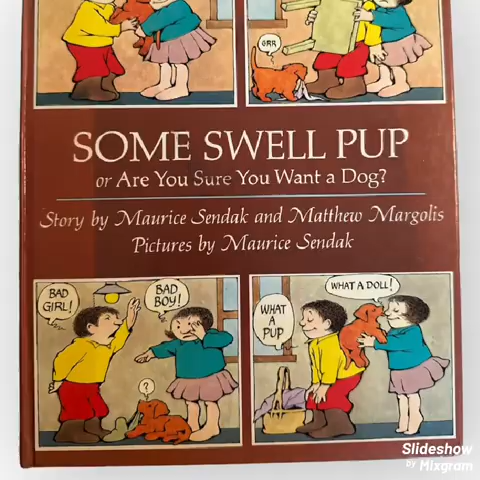 GRR
SOME SWELL PUP
or Are You Sure You Want a Dog?
Story by Maurice Sendak and Matthew Margolis
Pictures by Maurice Sendak
BAD
GIRL!
BAD
BOY!
?
WHAT
A
PUP
WHAT A DOLL!
Slideshow
by Mixgram